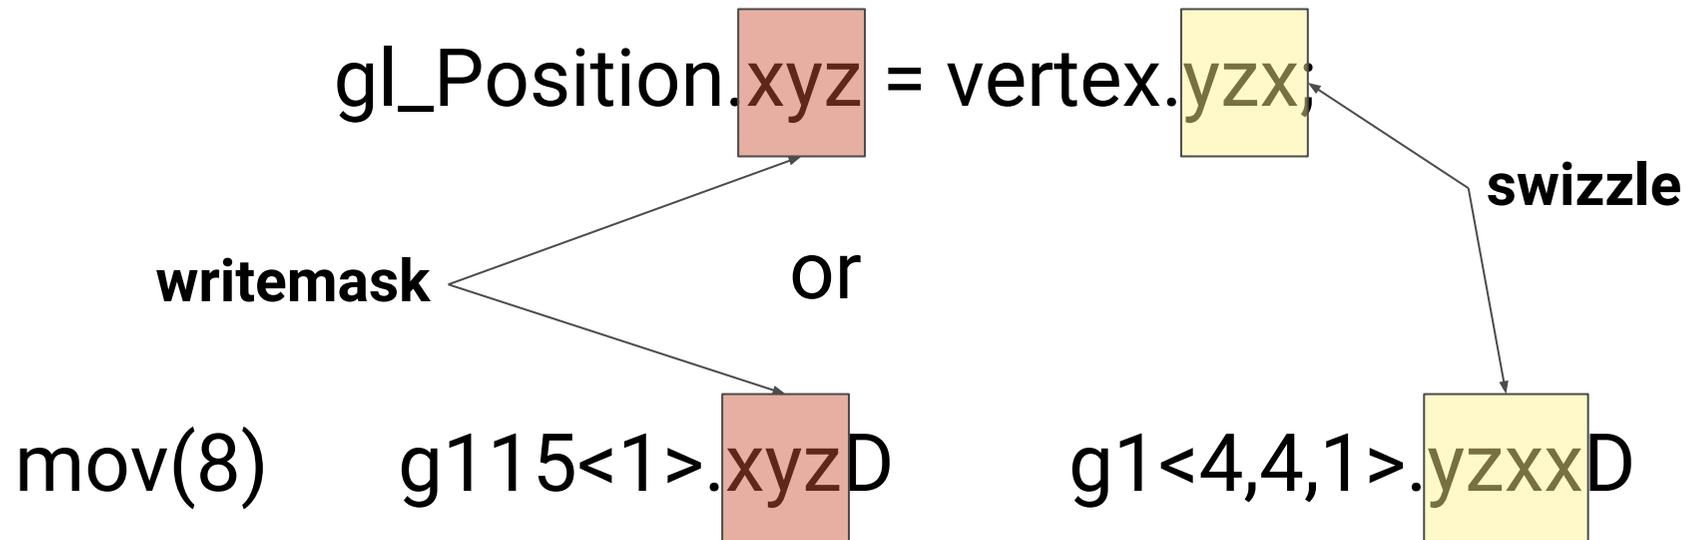 gl_Position.xyz = vertex.yzx;
swizzle
writemask
or
mov(8) g115<1>.xyzD g1<4,4,1>.yzxxD